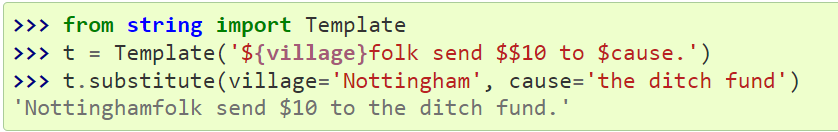 >>> from string import Template
>>> t = Template('${village}folk send $$10 to $cause.')
>>> t.substitute(village='Nottingham', cause='the ditch fund')
'Nottinghamfolk send $10 to the ditch fund.'